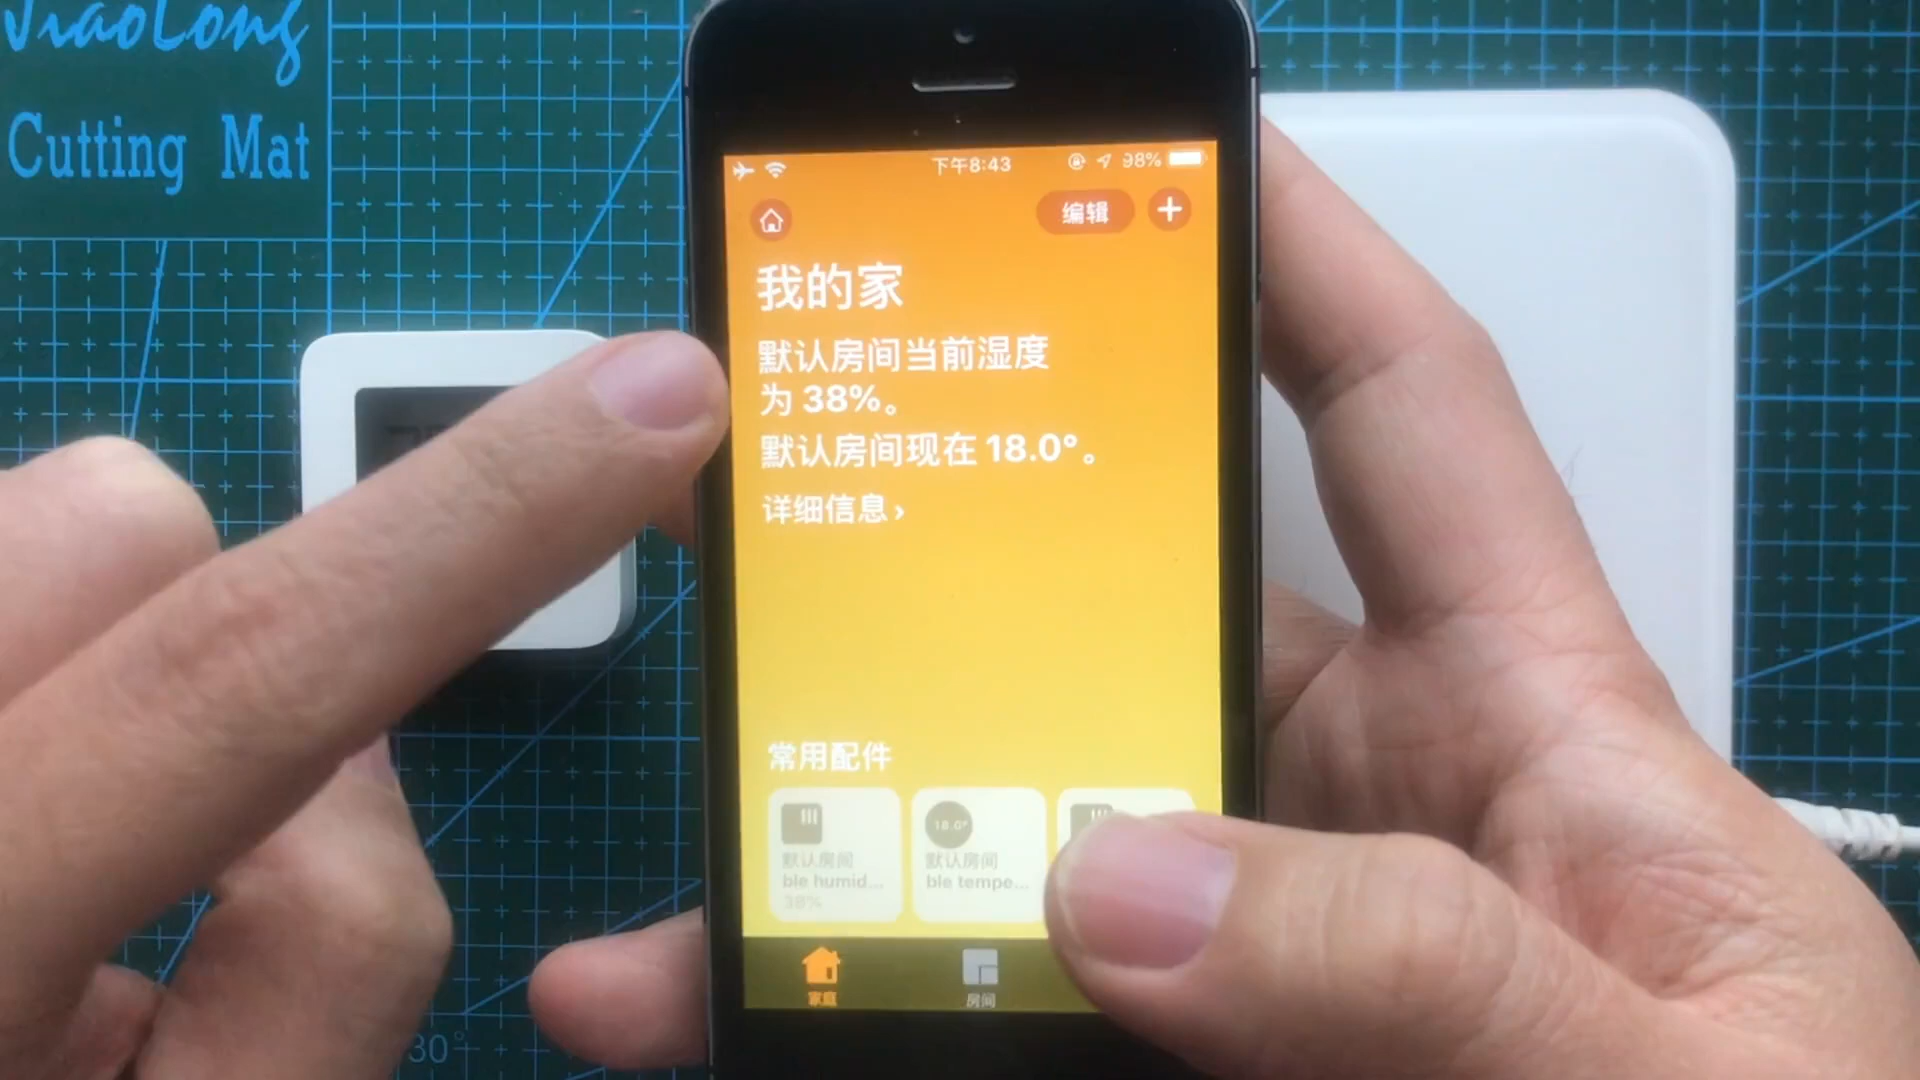 JiaoLong
Cutting Mat
下午8:43
98%
编辑
我的家
默认房间当前湿度
为 38%。
默认房间现在 18.0°。
详细信息 ›
常用配件
18.0°
默认房间
ble humid...
38%
默认房间
ble tempe...
家庭
房间
30°